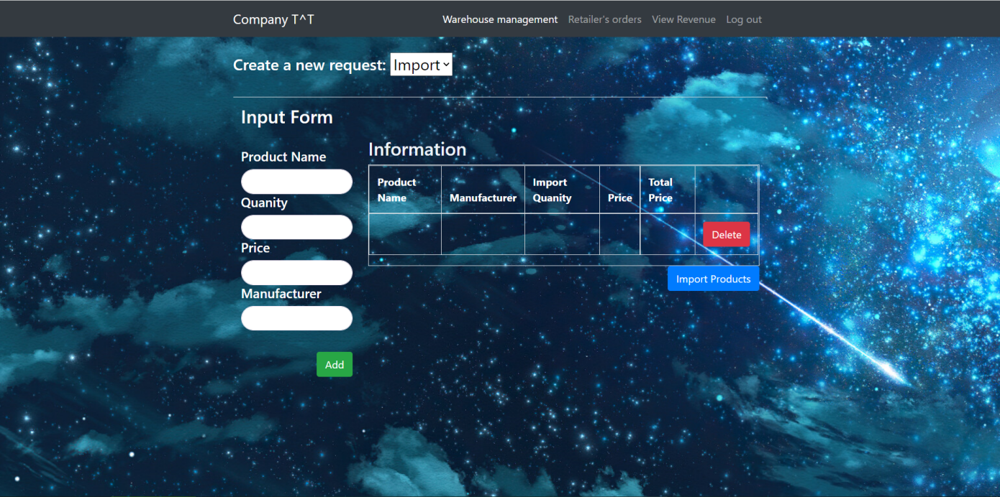 Company T^T
Warehouse management Retailer's orders View Revenue Log out
Create a new request: Import
Input Form
Product Name
Quanity
Price
Manufacturer
Add
Information
Product Name
Manufacturer
Import Quanity
Price
Total Price
Delete
Import Products